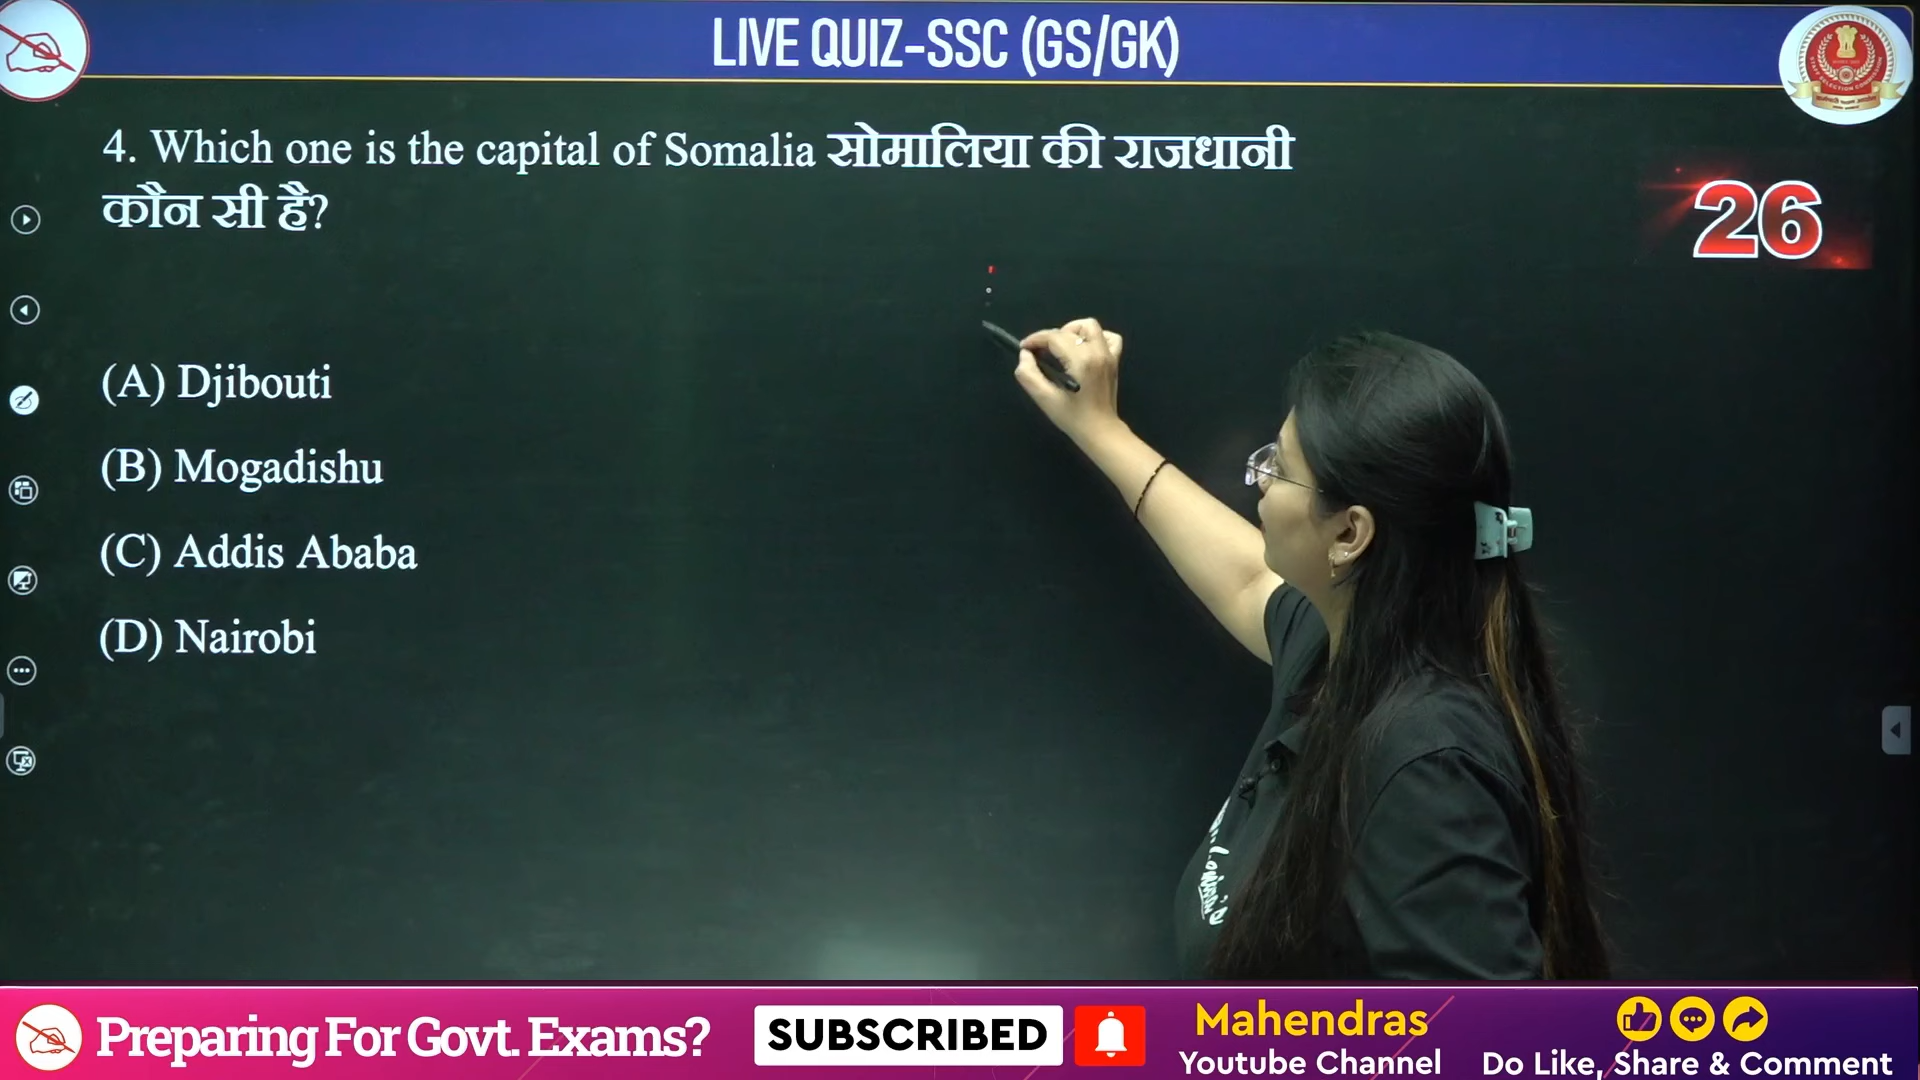 LIVE QUIZ-SSC (GS/GK)
4. Which one is the capital of Somalia सोमालिया की राजधानी
कौन सी है?
26
(A) Djibouti
(B) Mogadishu
(C) Addis Ababa
(D) Nairobi
Preparing For Govt. Exams?
SUBSCRIBED
Mahendras
Youtube Channel
Do Like, Share & Comment